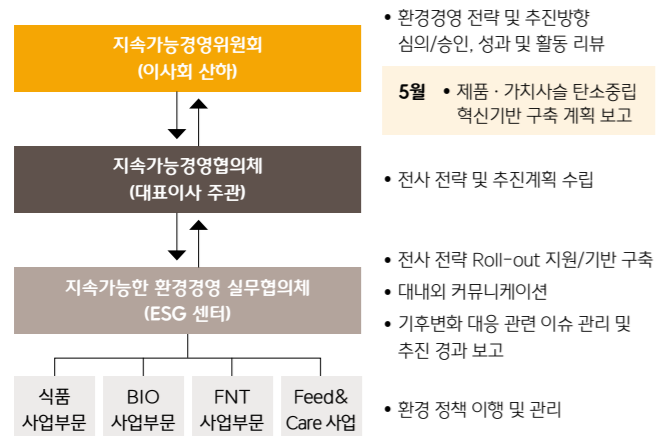 지속가능경영위원회
(이사회 산하)
• 환경경영 전략 및 추진방향
심의/승인, 성과 및 활동 리뷰
5월 • 제품 · 가치사슬 탄소중립
혁신기반 구축 계획 보고
지속가능경영협의체
(대표이사 주관)
• 전사 전략 및 추진계획 수립
지속가능한 환경경영 실무협의체
(ESG 센터)
• 전사 전략 Roll-out 지원/기반 구축
• 대내외 커뮤니케이션
• 기후변화 대응 관련 이슈 관리 및
추진 경과 보고
식품
사업부문
BIO
사업부문
FNT
사업부문
Feed&
Care 사업
• 환경 정책 이행 및 관리